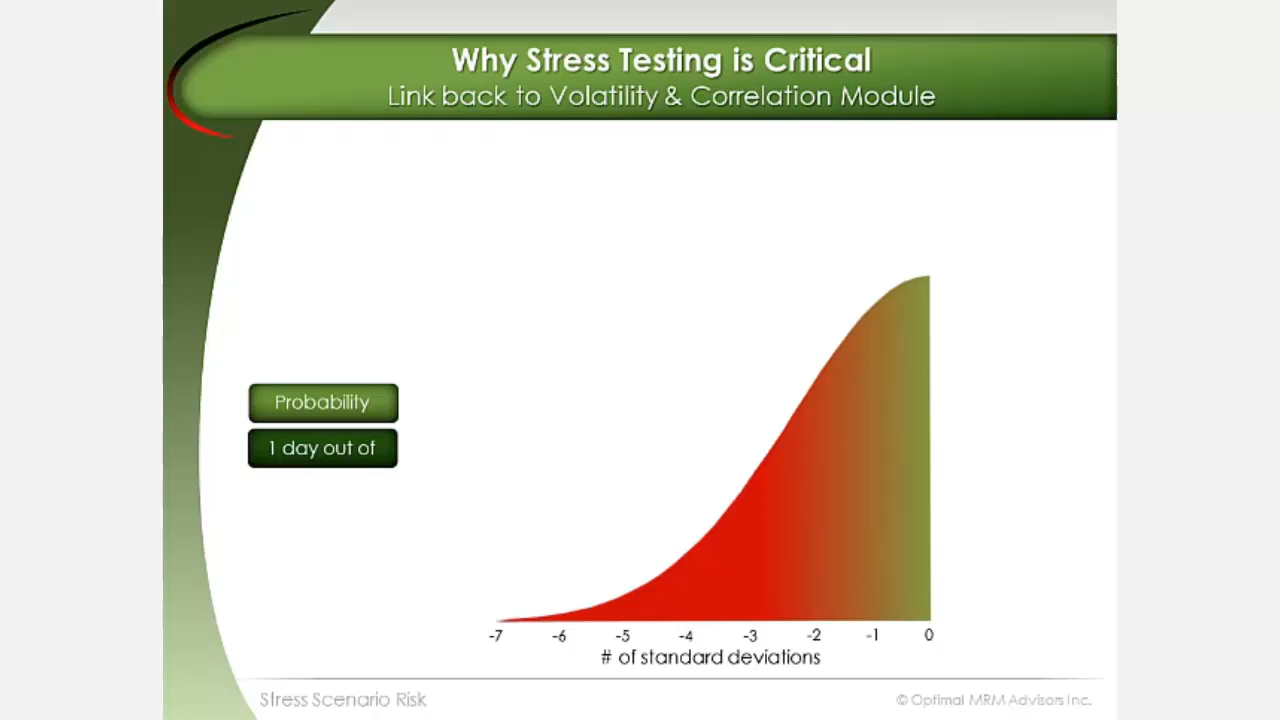 Why Stress Testing is Critical
Link back to Volatility & Correlation Module
Probability
1 day out of
-7 -6 -5 -4 -3 -2 -1 0
# of standard deviations
Stress Scenario Risk
© Optimal MRM Advisors Inc.